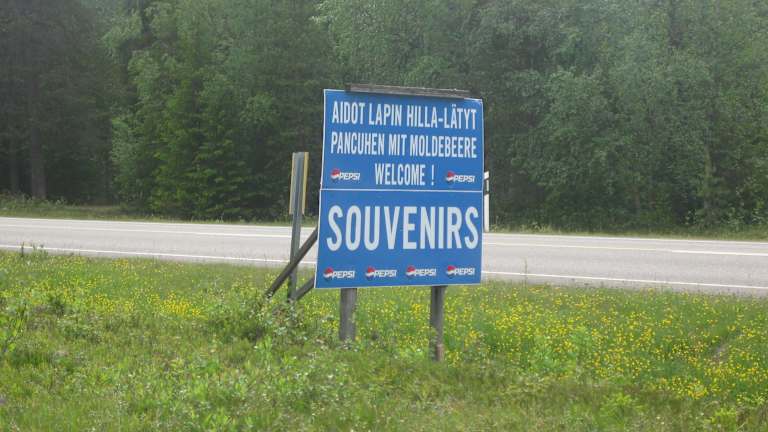 AIDOT LAPIN HILLA-LÄTYT
PANCUHEN MIT MOLDEBEERE
WELCOME !
PEPSI PEPSI
SOUVENIRS
PEPSI PEPSI PEPSI PEPSI